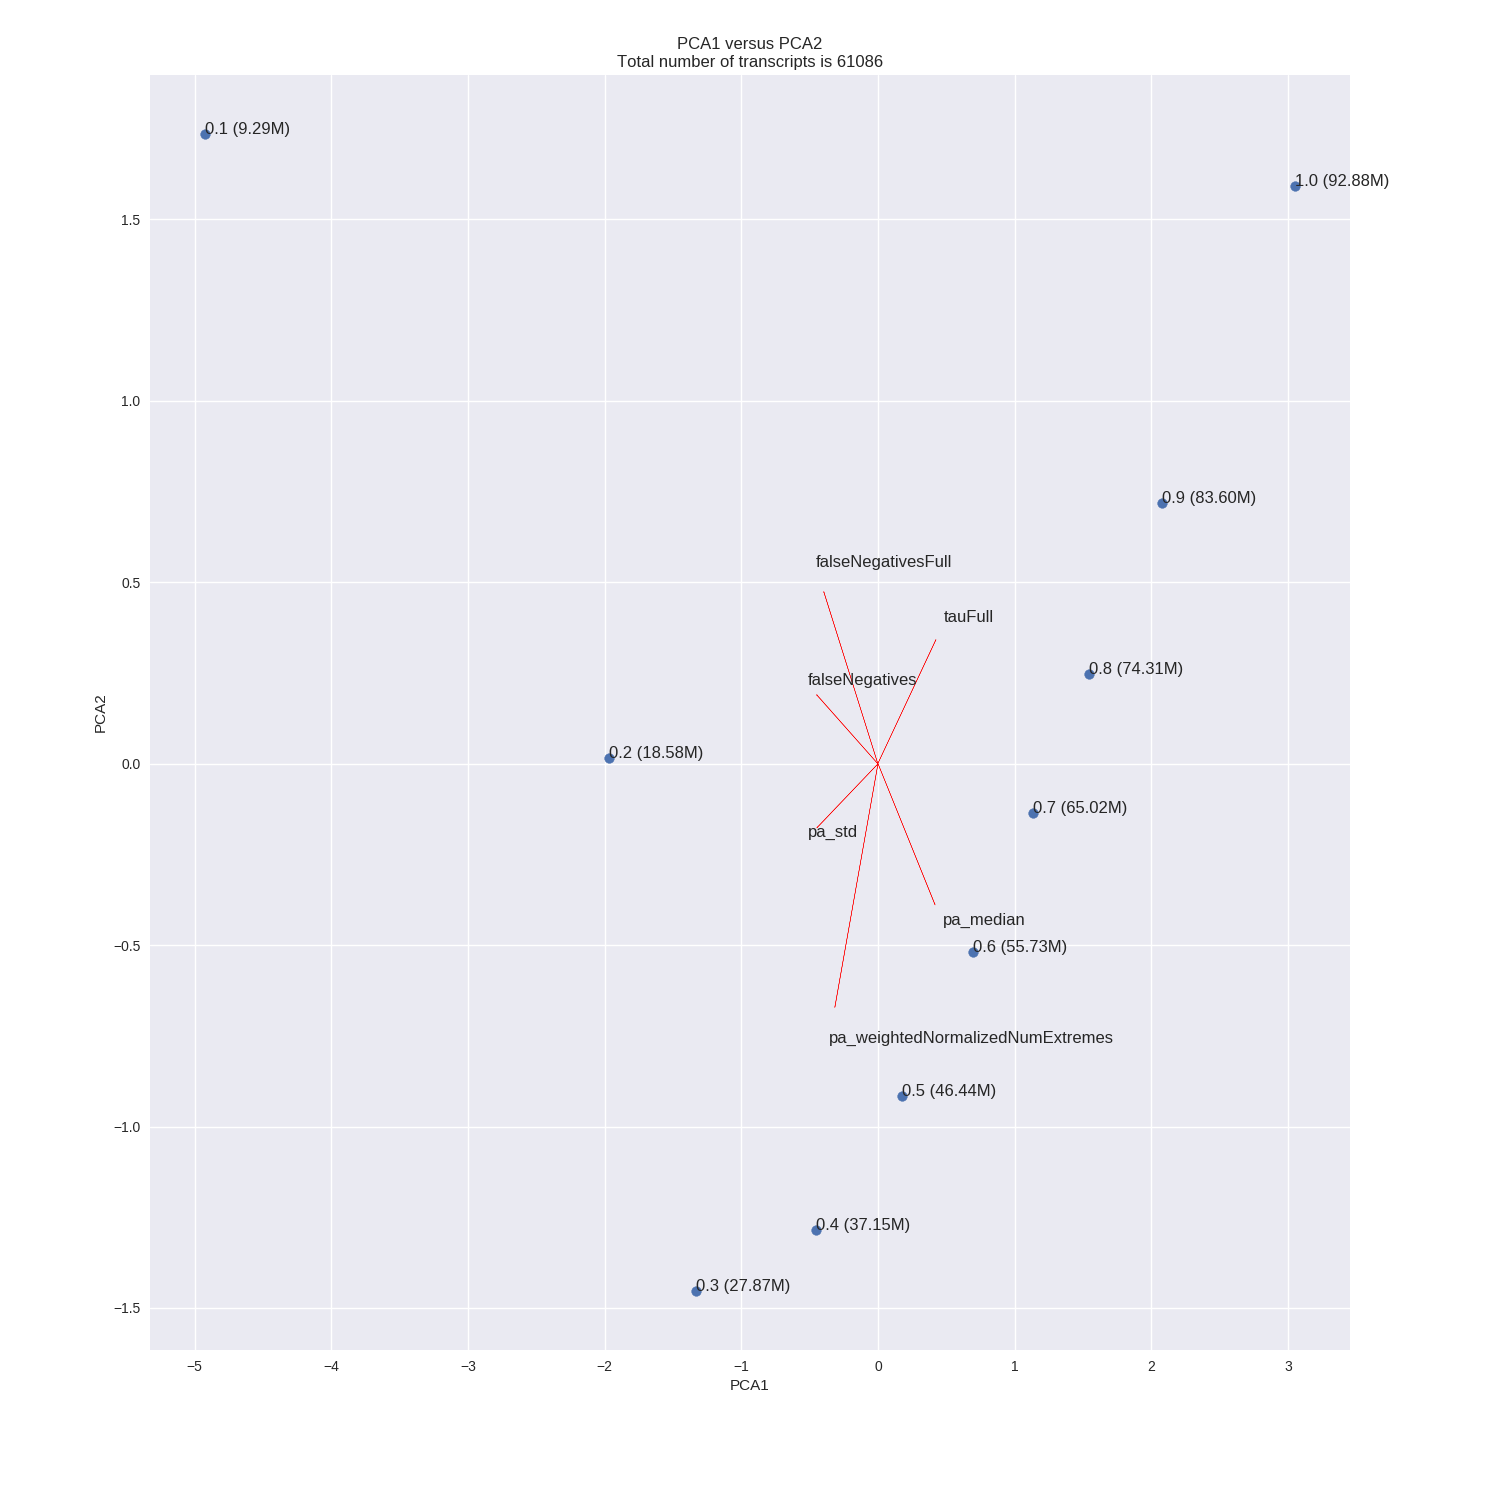 PCA1 versus PCA2
Total number of transcripts is 61086
0.1 (9.29M)
1.0 (92.88M)
1.5
1.0
0.9 (83.60M)
falseNegativesFull
0.5
tauFull
0.8 (74.31M)
falseNegatives
PCA2
0.2 (18.58M)
0.0
0.7 (65.02M)
pa_std
pa_median
−0.5
0.6 (55.73M)
pa_weightedNormalizedNumExtremes
0.5 (46.44M)
−1.0
0.4 (37.15M)
0.3 (27.87M)
−1.5
−5 −4 −3 −2 −1 0 1 2 3
PCA1